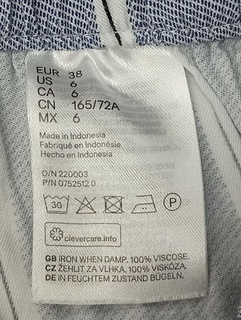 EUR 38
US 6
CA 6
CN 165/72A
MX 6
Made in Indonesia
Fabriqué en Indonésie
Hecho en Indonesia
O/N 220003
P/N 0752512 0
30
P
clevercare.info
GB IRON WHEN DAMP. 100% VISCOSE.
CZ ŽEHLIT ZA VLHKA. 100% VISKÓZA.
DE IN FEUCHTEM ZUSTAND BÜGELN.